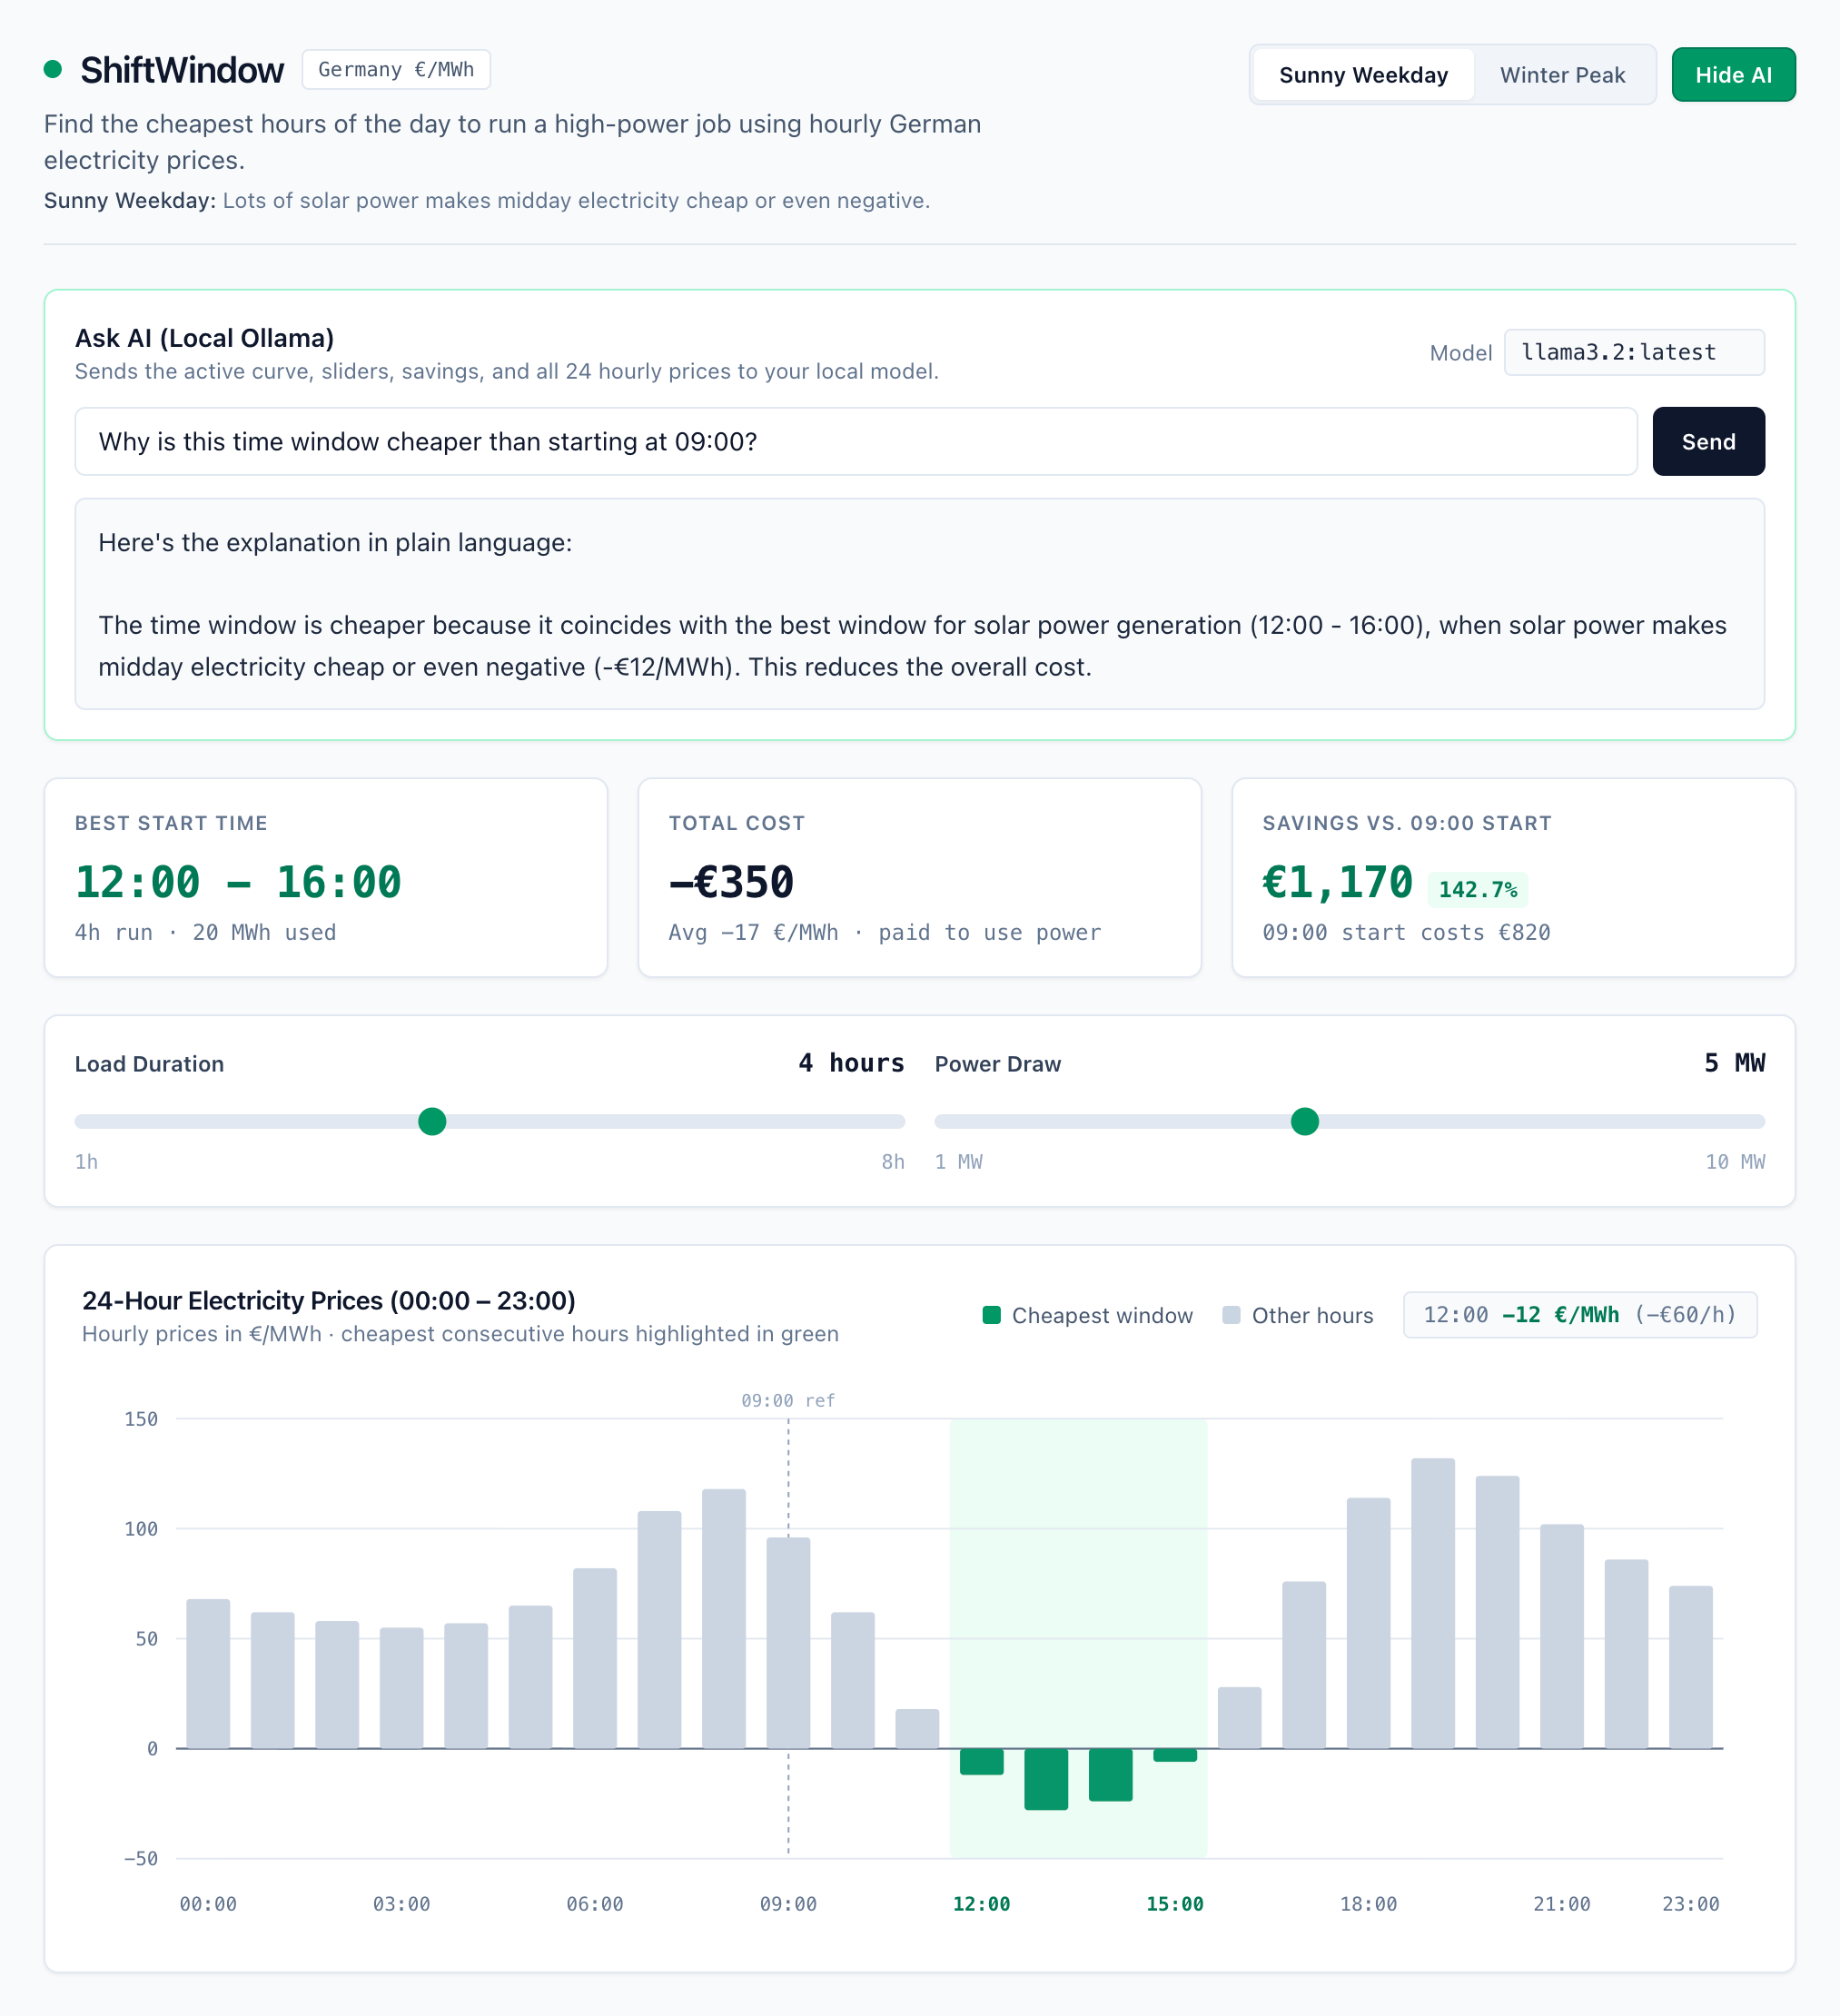 ShiftWindow
Germany €/MWh
Sunny Weekday
Winter Peak
Hide AI
Find the cheapest hours of the day to run a high-power job using hourly German
electricity prices.
Sunny Weekday: Lots of solar power makes midday electricity cheap or even negative.
Ask AI (Local Ollama)
Sends the active curve, sliders, savings, and all 24 hourly prices to your local model.
Model
llama3.2:latest
Why is this time window cheaper than starting at 09:00?
Send
Here's the explanation in plain language:
The time window is cheaper because it coincides with the best window for solar power generation (12:00 - 16:00), when solar power makes
midday electricity cheap or even negative (-€12/MWh). This reduces the overall cost.
BEST START TIME
12:00 – 16:00
4h run · 20 MWh used
TOTAL COST
−€350
Avg −17 €/MWh · paid to use power
SAVINGS VS. 09:00 START
€1,170 142.7%
09:00 start costs €820
Load Duration
4 hours
1h
8h
Power Draw
5 MW
1 MW
10 MW
24-Hour Electricity Prices (00:00 – 23:00)
Hourly prices in €/MWh · cheapest consecutive hours highlighted in green
Cheapest window
Other hours
12:00 −12 €/MWh (−€60/h)
09:00 ref
150
100
50
0
−50
00:00
03:00
06:00
09:00
12:00
15:00
18:00
21:00
23:00